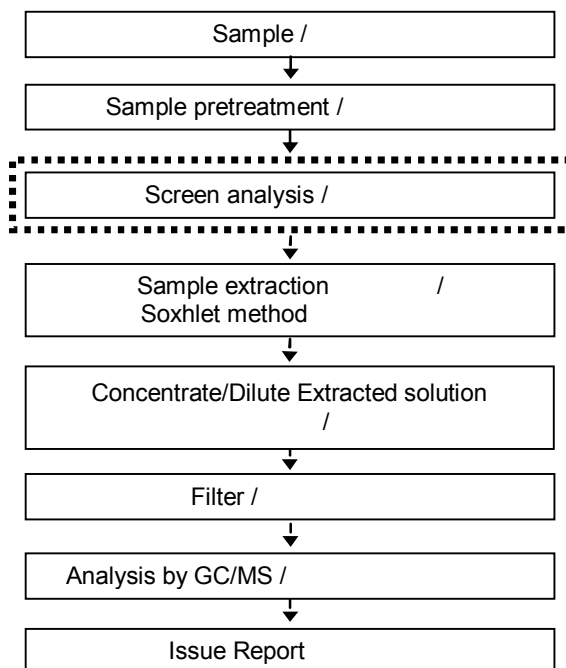 Sample /
Sample pretreatment /
Screen analysis /
Sample extraction /
Soxhlet method
Concentrate/Dilute Extracted solution
/
Filter /
Analysis by GC/MS /
Issue Report